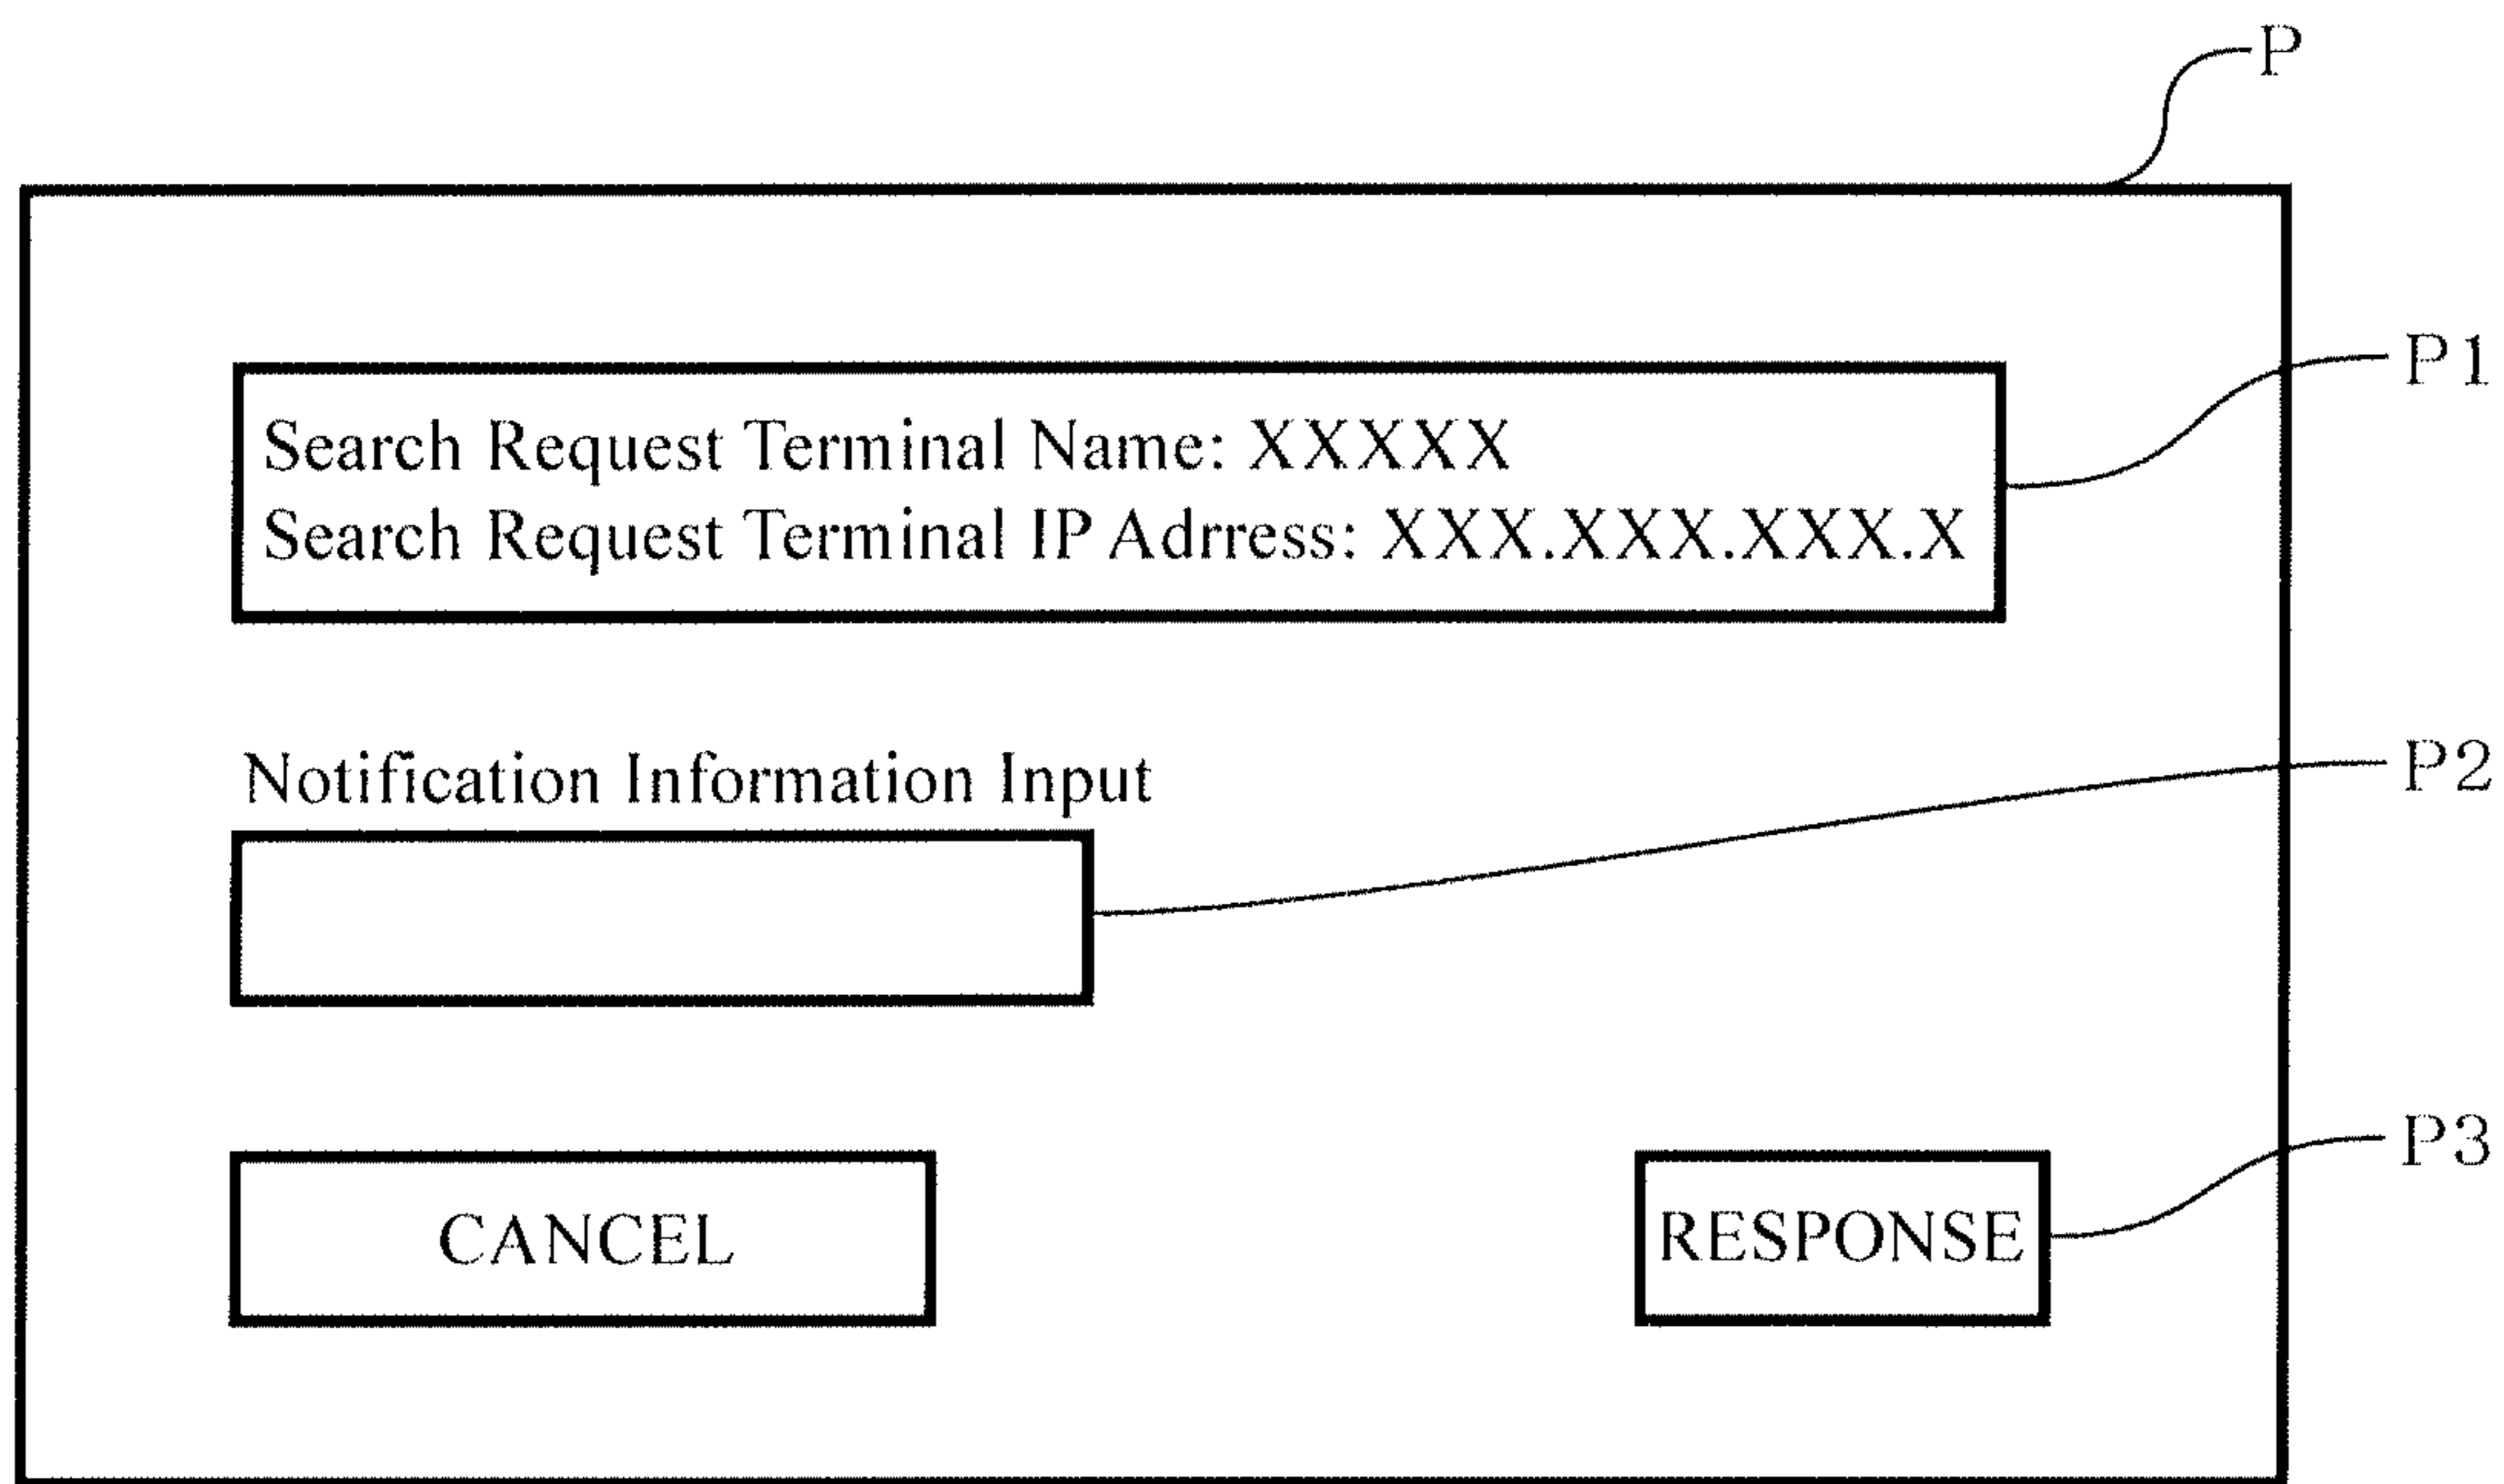 P
P1
Search Request Terminal Name: XXXXX
Search Request Terminal IP Adrress: XXX.XXX.XXX.X
P2
Notification Information Input
P3
CANCEL
RESPONSE